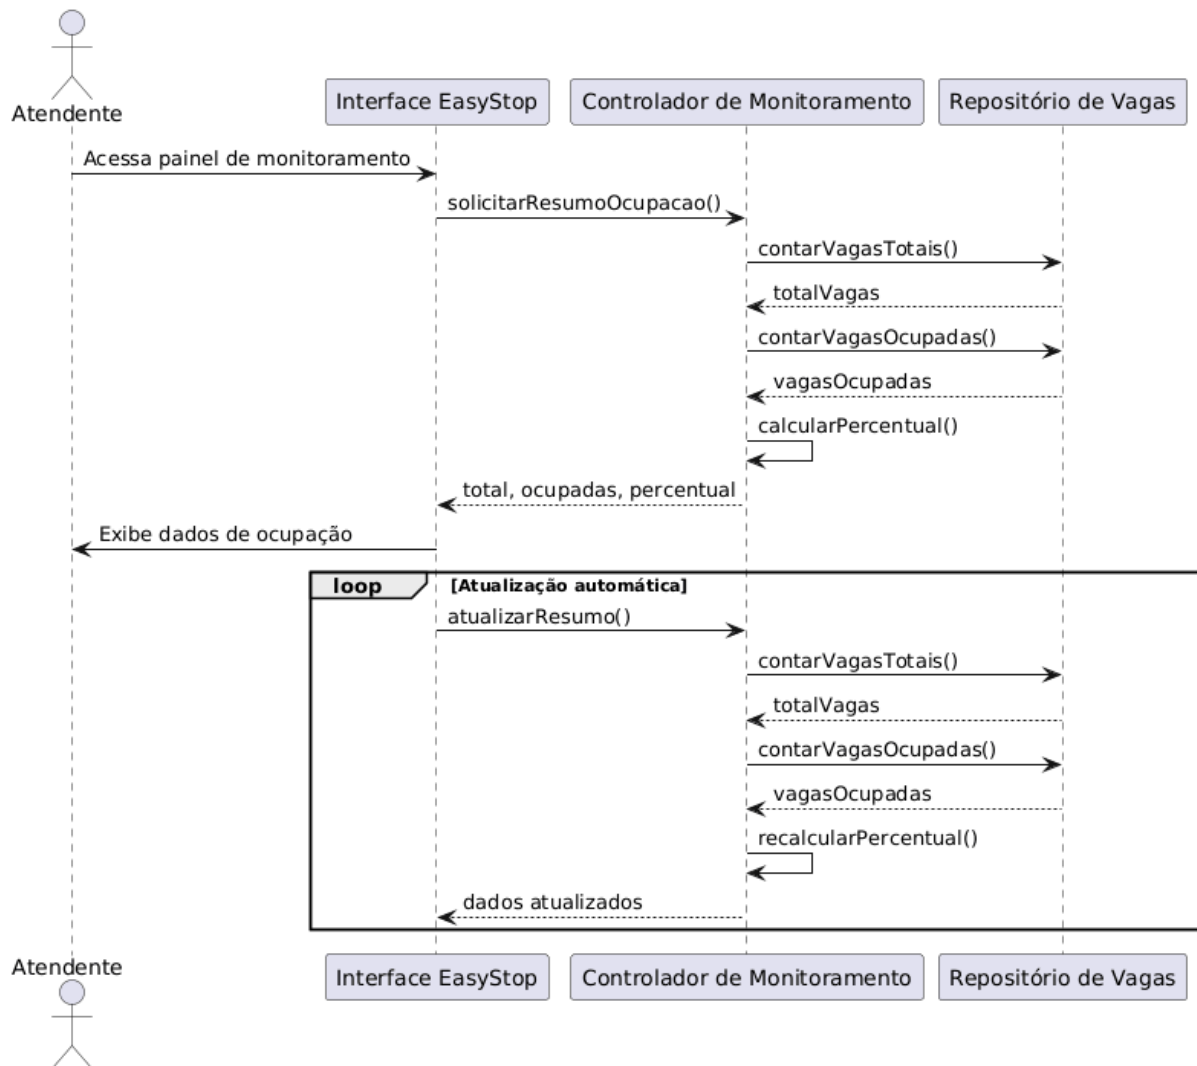 Atendente
Interface EasyStop
Controlador de Monitoramento
Repositório de Vagas
Acessa painel de monitoramento
solicitarResumoOcupacao()
contarVagasTotais()
totalVagas
contarVagasOcupadas()
vagasOcupadas
calcularPercentual()
total, ocupadas, percentual
Exibe dados de ocupação
loop
[Atualização automática]
atualizarResumo()
contarVagasTotais()
totalVagas
contarVagasOcupadas()
vagasOcupadas
recalcularPercentual()
dados atualizados
Atendente
Interface EasyStop
Controlador de Monitoramento
Repositório de Vagas